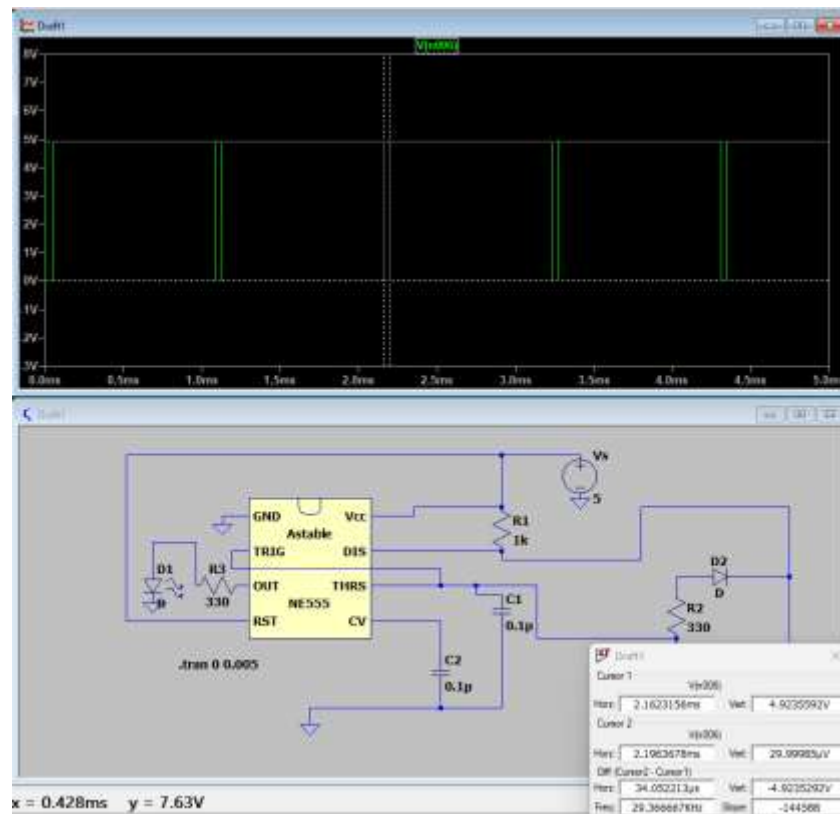 Draft1
V(n006)
8V
7V
6V
5V
4V
3V
2V
1V
0V
-1V
-2V
-3V
0.0ms 0.5ms 1.0ms 1.5ms 2.0ms 2.5ms 3.0ms 3.5ms 4.0ms 4.5ms 5.0m
Draft1
Vs
5
GND Vcc
Astable
TRIG DIS
OUT THRS
NE555
RST CV
R1
1k
D1
D
R3
330
C1
0.1µ
D2
D
R2
330
C2
0.1µ
.tran 0 0.005
Draft1
Cursor 1
V(n006)
Horz: 2.1623156ms Vert: 4.9235592V
Cursor 2
V(n006)
Horz: 2.1963678ms Vert: 29.99985µV
Diff (Cursor2 - Cursor1)
Horz: 34.052213µs Vert: -4.9235292V
Freq: 29.366667KHz Slope: -144588
x = 0.428ms y = 7.63V